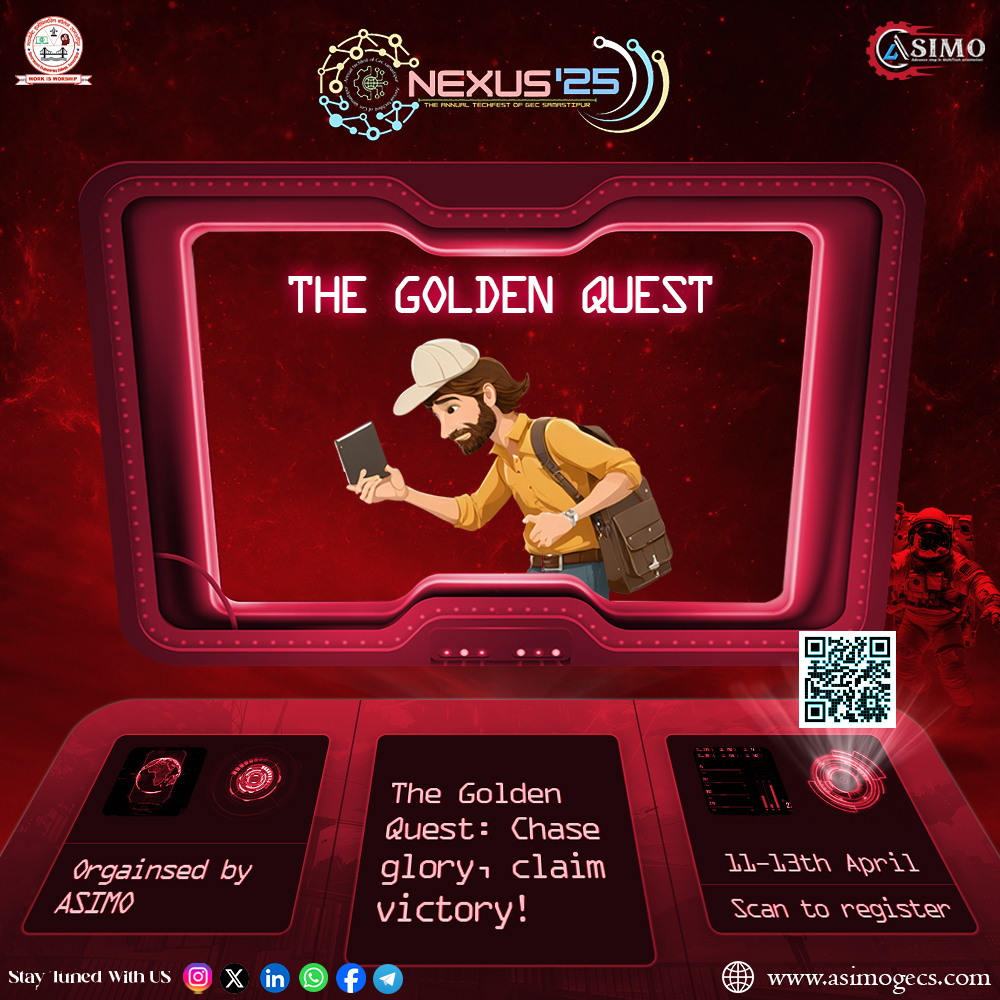 WORK IS WORSHIP
NEXUS'25
THE ANNUAL TECHFEST OF GEC SAMASTIPUR
ASIMO
THE GOLDEN QUEST
Orgainsed by
ASIMO
The Golden
Quest: Chase
glory, claim
victory!
11-13th April
Scan to register
Stay Tuned With US
www.asimogecs.com